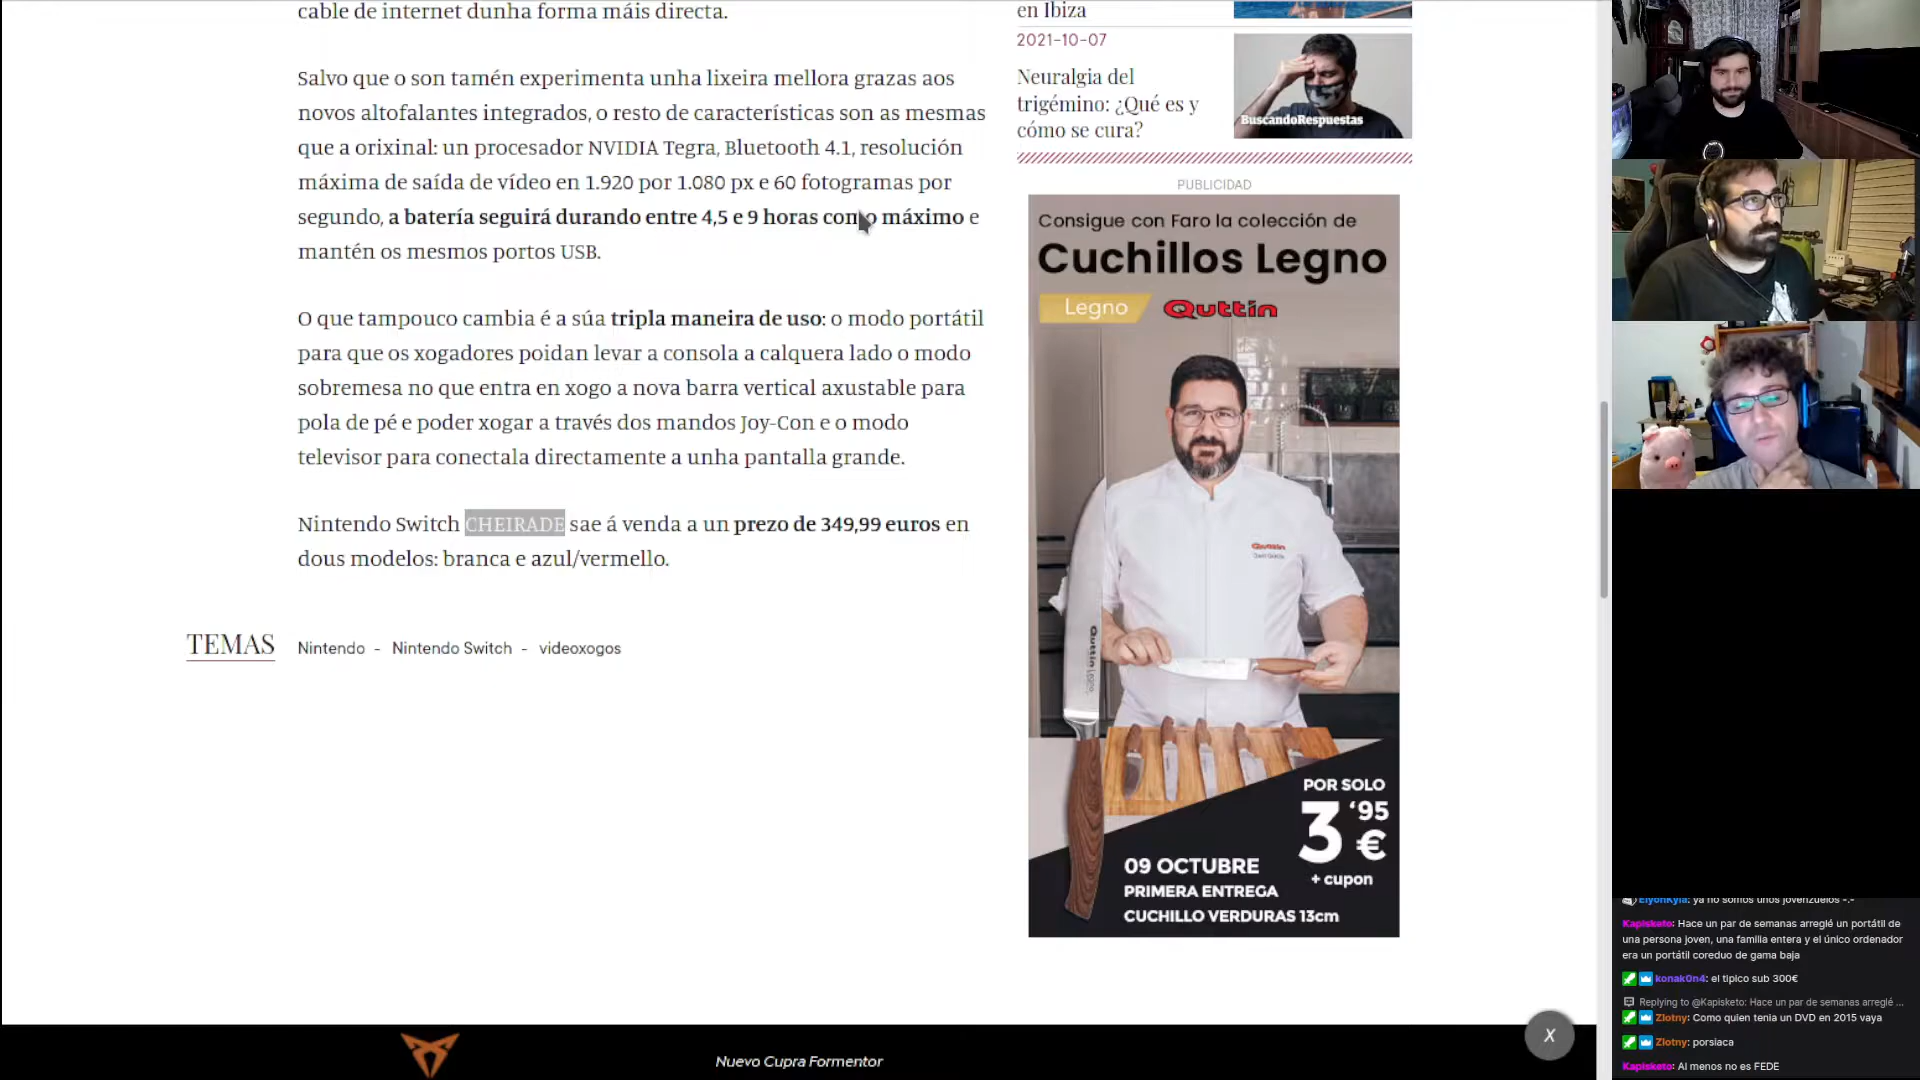 cable de internet dunha forma máis directa.
Salvo que o son tamén experimenta unha lixeira mellora grazas aos
novos altofalantes integrados, o resto de características son as mesmas
que a orixinal: un procesador NVIDIA Tegra, Bluetooth 4.1, resolución
máxima de saída de vídeo en 1.920 por 1.080 px e 60 fotogramas por
segundo, a batería seguirá durando entre 4,5 e 9 horas como máximo e
mantén os mesmos portos USB.
O que tampouco cambia é a súa tripla maneira de uso: o modo portátil
para que os xogadores poidan levar a consola a calquera lado o modo
sobremesa no que entra en xogo a nova barra vertical axustable para
pola de pé e poder xogar a través dos mandos Joy-Con e o modo
televisor para conectala directamente a unha pantalla grande.
Nintendo Switch CHEIRADE sae á venda a un prezo de 349,99 euros en
dous modelos: branca e azul/vermello.
TEMAS Nintendo - Nintendo Switch - videoxogos
en Ibiza
2021-10-07
Neuralgia del
trigémino: ¿Qué es y
cómo se cura?
BuscandoRespuestas
PUBLICIDAD
Consigue con Faro la colección de
Cuchillos Legno
Legno Quttin
Quttin
Quttin
POR SOLO
3 '95 €
+ cupon
09 OCTUBRE
PRIMERA ENTREGA
CUCHILLO VERDURAS 13cm
Nuevo Cupra Formentor
X
ElyonKyla: ya no somos unos jovenzuelos -.-
Kapisketo: Hace un par de semanas arreglé un portátil de
una persona joven, una familia entera y el único ordenador
era un portátil coreduo de gama baja
konak0n4: el tipico sub 300€
Replying to @Kapisketo: Hace un par de semanas arreglé ...
Zlotny: Como quien tenia un DVD en 2015 vaya
Zlotny: porsiaca
Kapisketo: Al menos no es FEDE